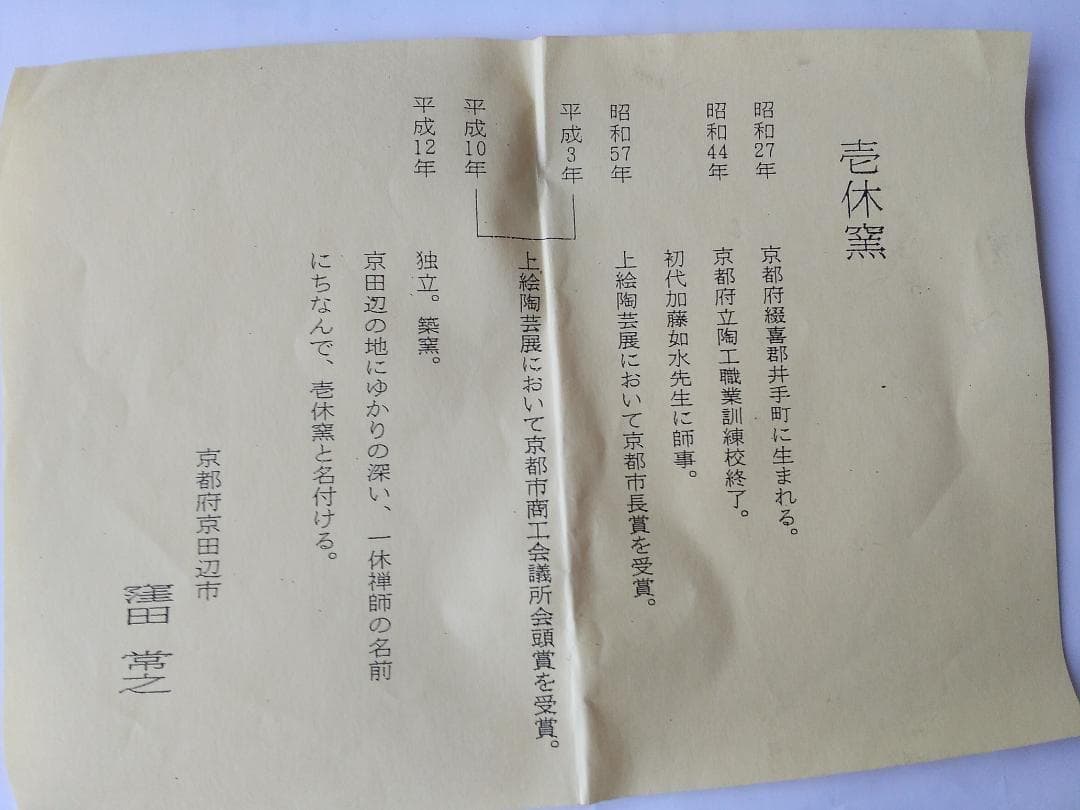 壱休窯
昭和27年 京都府綴喜郡井手町に生まれる。
昭和44年 京都府立陶工職業訓練校終了。
初代加藤如水先生に師事。
昭和57年 上絵陶芸展において京都市長賞を受賞。
平成3年
平成10年 上絵陶芸展において京都市商工会議所会頭賞を受賞。
平成12年 独立。築窯。
京田辺の地にゆかりの深い、一休禅師の名前
にちなんで、壱休窯と名付ける。
京都府京田辺市
窪田 常之